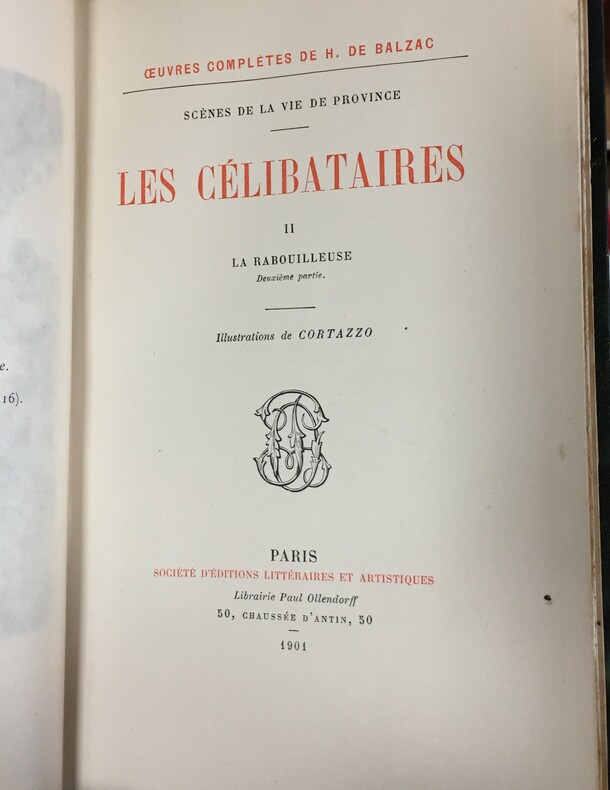 ŒUVRES COMPLÈTES DE H. DE BALZAC
SCÈNES DE LA VIE DE PROVINCE
LES CÉLIBATAIRES
II
LA RABOUILLEUSE
Deuxième partie.
Illustrations de CORTAZZO
PARIS
SOCIÉTÉ D'ÉDITIONS LITTÉRAIRES ET ARTISTIQUES
Librairie Paul Ollendorff
50, CHAUSSÉE D'ANTIN, 50
1901
e.
16).